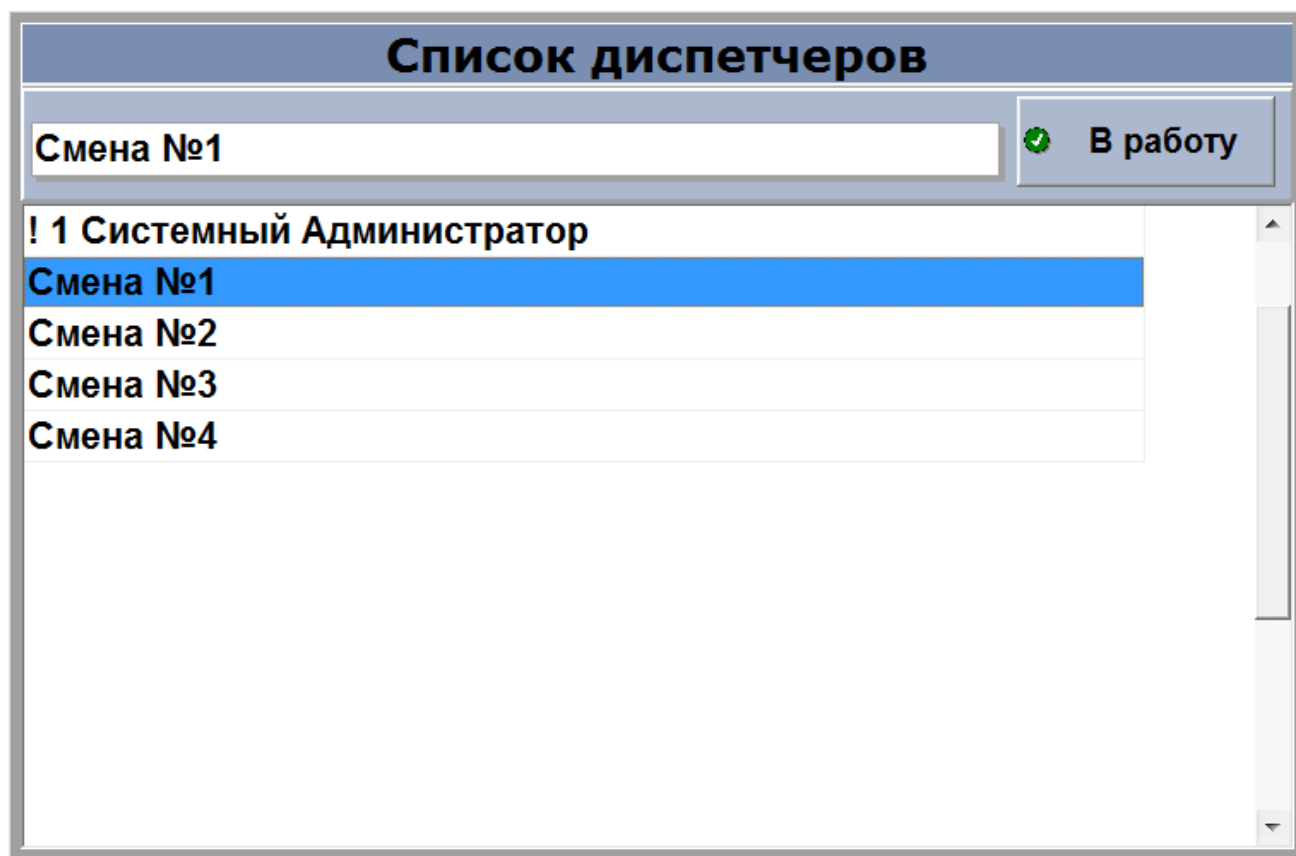 Список диспетчеров
Смена №1
В работу
! 1 Системный Администратор
Смена №1
Смена №2
Смена №3
Смена №4